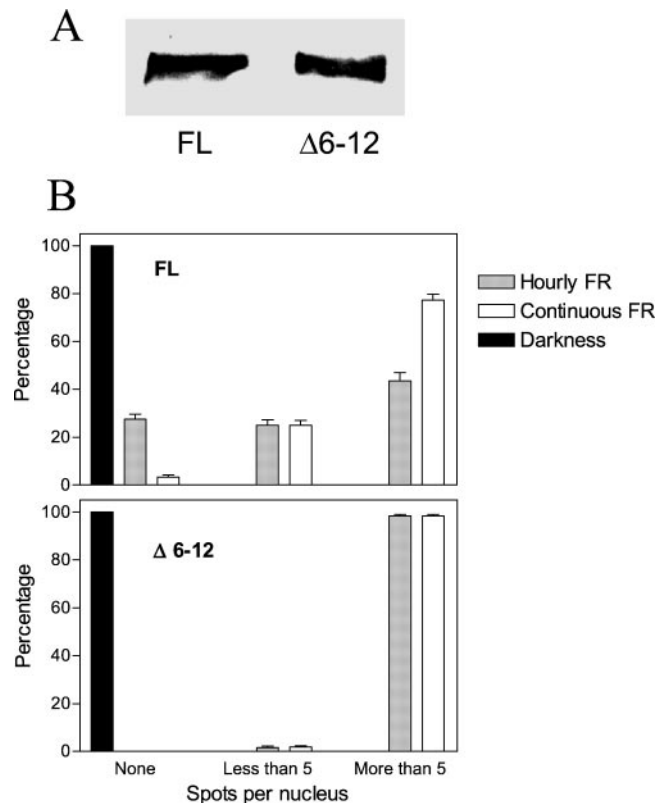 A
FL Δ6-12
B
100
80
60
40
20
0
Percentage
FL
Hourly FR
Continuous FR
Darkness
100
80
60
40
20
0
Percentage
Δ 6-12
None Less than 5 More than 5
Spots per nucleus